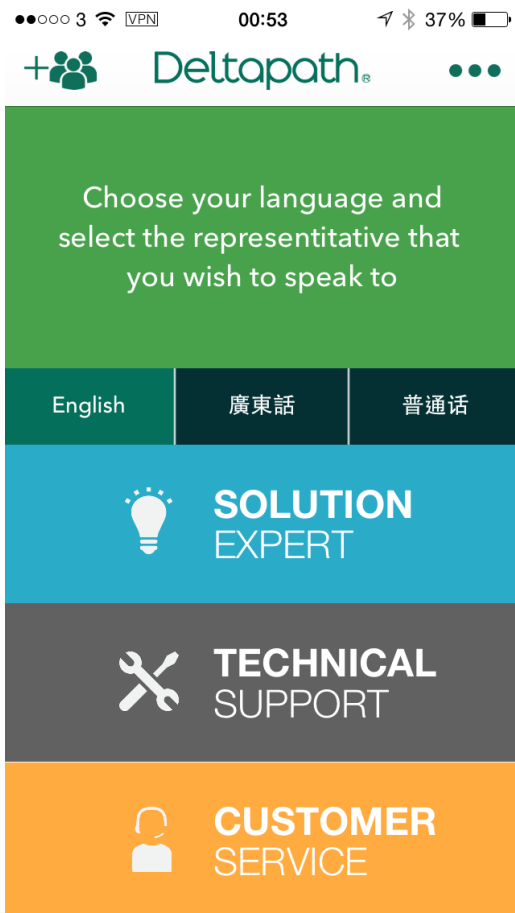 3 VPN 00:53 37%
+ Deltapath®
Choose your language and
select the representitative that
you wish to speak to
English 廣東話 普通话
SOLUTION
EXPERT
TECHNICAL
SUPPORT
CUSTOMER
SERVICE